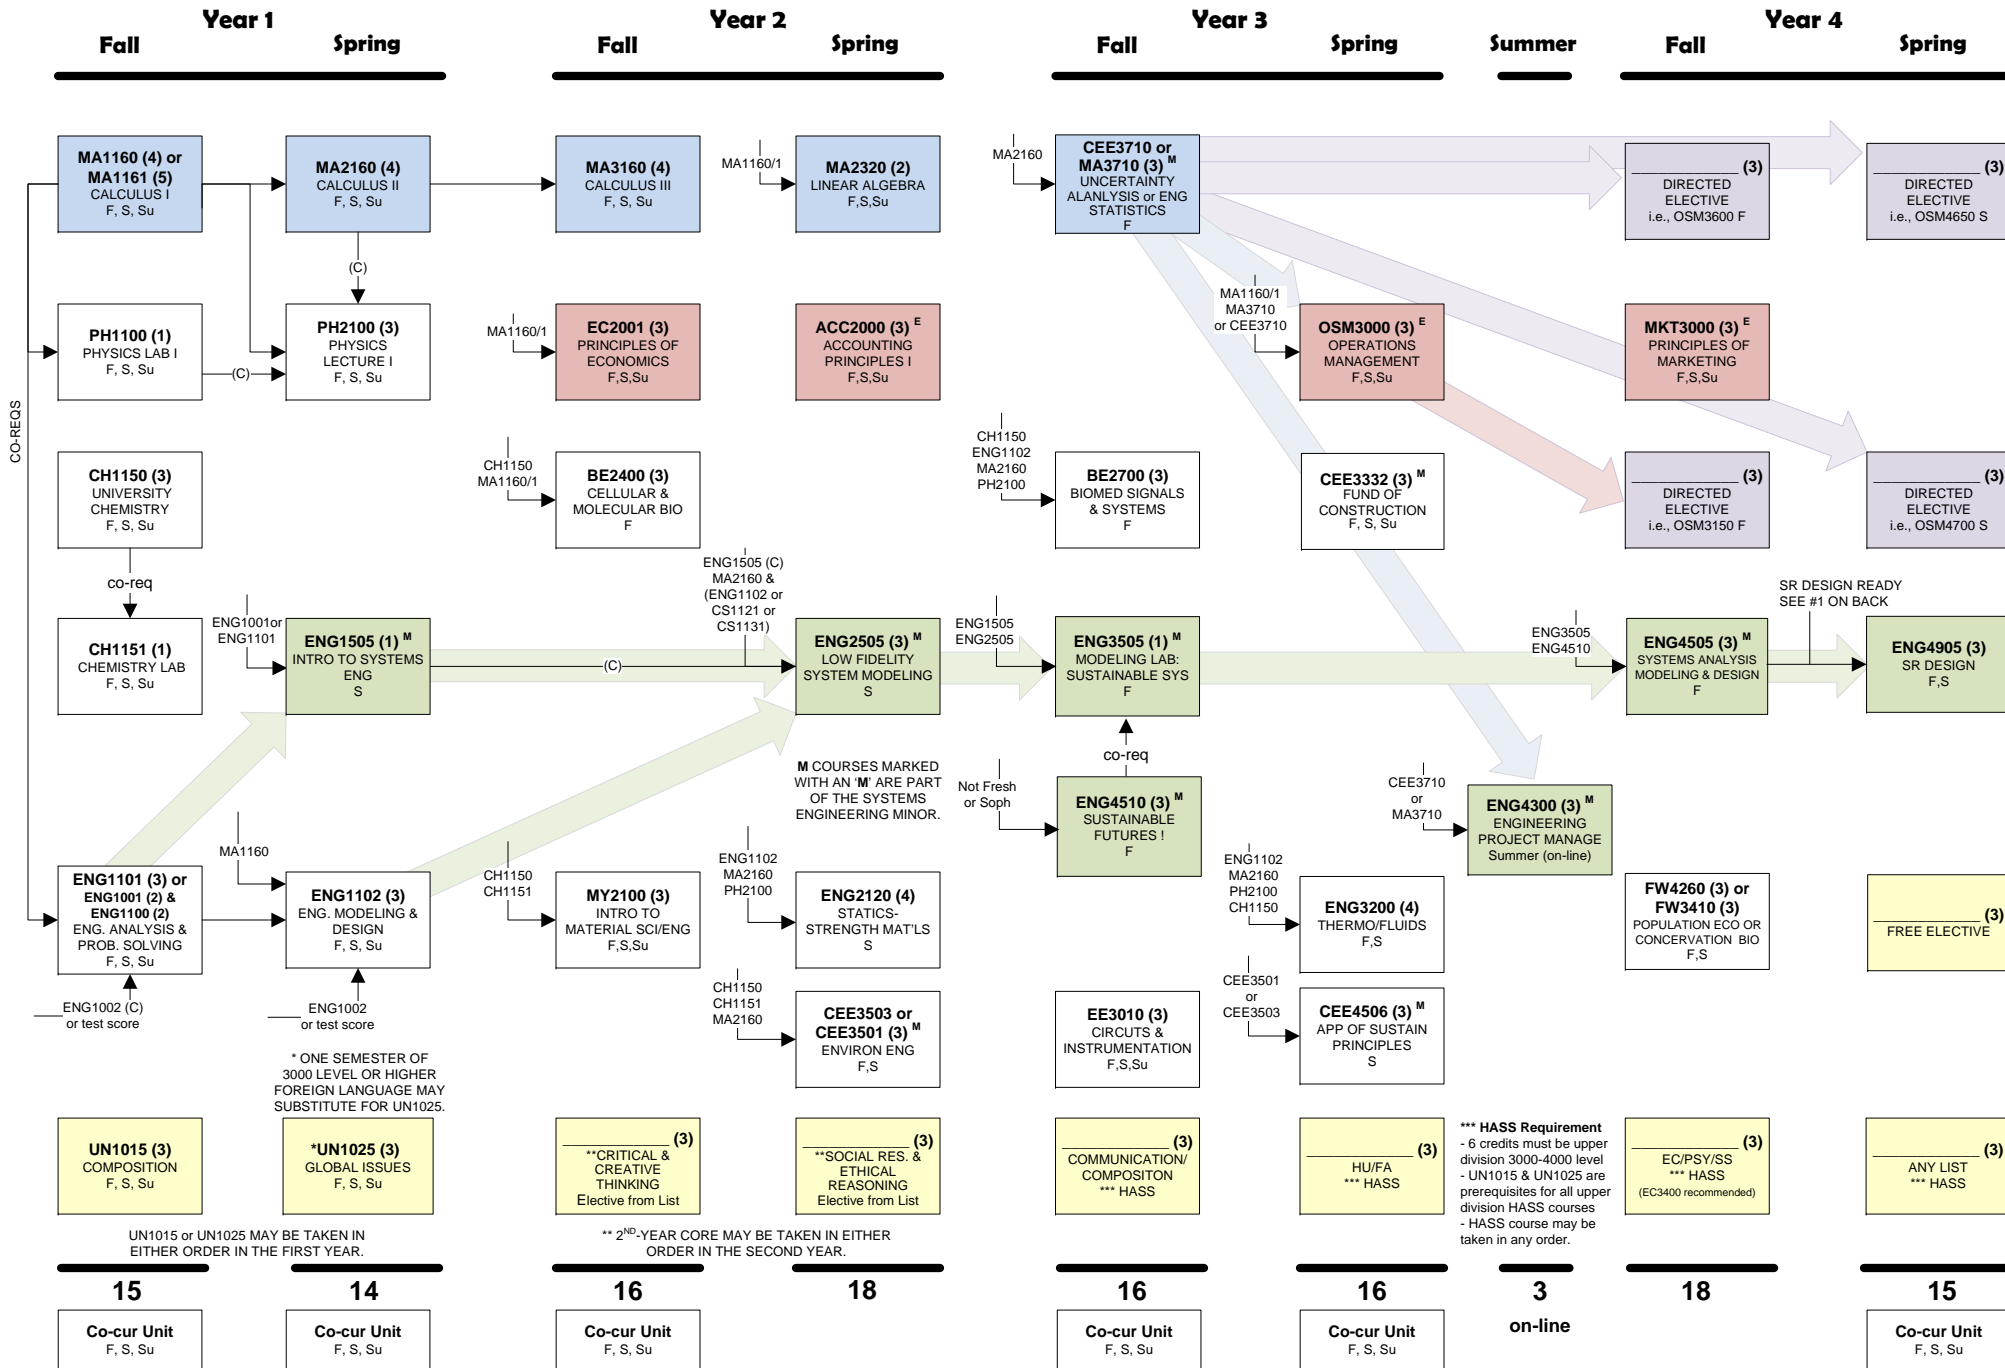 Year 1
Year 2
Year 3
Year 4
Fall
Spring
Fall
Spring
Fall
Spring
Summer
Fall
Spring
MA1160 (4) or
MA1161 (5)
CALCULUS I
F, S, Su
MA2160 (4)
CALCULUS II
F, S, Su
MA3160 (4)
CALCULUS III
F, S, Su
MA1160/1
MA2320 (2)
LINEAR ALGEBRA
F,S,Su
MA2160
CEE3710 or
MA3710 (3) M
UNCERTAINTY
ALANLYSIS or ENG
STATISTICS
F
____________ (3)
DIRECTED
ELECTIVE
i.e., OSM3600 F
____________ (3)
DIRECTED
ELECTIVE
i.e., OSM4650 S
(C)
CO-REQS
PH1100 (1)
PHYSICS LAB I
F, S, Su
(C)
PH2100 (3)
PHYSICS
LECTURE I
F, S, Su
MA1160/1
EC2001 (3)
PRINCIPLES OF
ECONOMICS
F,S,Su
ACC2000 (3) E
ACCOUNTING
PRINCIPLES I
F,S,Su
MA1160/1
MA3710
or CEE3710
OSM3000 (3) E
OPERATIONS
MANAGEMENT
F,S,Su
MKT3000 (3) E
PRINCIPLES OF
MARKETING
F,S,Su
CH1150 (3)
UNIVERSITY
CHEMISTRY
F, S, Su
co-req
CH1150
MA1160/1
BE2400 (3)
CELLULAR &
MOLECULAR BIO
F
CH1150
ENG1102
MA2160
PH2100
BE2700 (3)
BIOMED SIGNALS
& SYSTEMS
F
CEE3332 (3) M
FUND OF
CONSTRUCTION
F, S, Su
____________ (3)
DIRECTED
ELECTIVE
i.e., OSM3150 F
____________ (3)
DIRECTED
ELECTIVE
i.e., OSM4700 S
CH1151 (1)
CHEMISTRY LAB
F, S, Su
ENG1001or
ENG1101
ENG1505 (1) M
INTRO TO SYSTEMS
ENG
S
(C)
ENG1505 (C)
MA2160 &
(ENG1102 or
CS1121 or
CS1131)
ENG2505 (3) M
LOW FIDELITY
SYSTEM MODELING
S
ENG1505
ENG2505
ENG3505 (1) M
MODELING LAB:
SUSTAINABLE SYS
F
co-req
ENG3505
ENG4510
ENG4505 (3) M
SYSTEMS ANALYSIS
MODELING & DESIGN
F
SR DESIGN READY
SEE #1 ON BACK
ENG4905 (3)
SR DESIGN
F,S
M COURSES MARKED
WITH AN 'M' ARE PART
OF THE SYSTEMS
ENGINEERING MINOR.
Not Fresh
or Soph
ENG4510 (3) M
SUSTAINABLE
FUTURES !
F
CEE3710
or
MA3710
ENG4300 (3) M
ENGINEERING
PROJECT MANAGE
Summer (on-line)
ENG1101 (3) or
ENG1001 (2) &
ENG1100 (2)
ENG. ANALYSIS &
PROB. SOLVING
F, S, Su
ENG1002 (C)
or test score
MA1160
ENG1102 (3)
ENG. MODELING &
DESIGN
F, S, Su
ENG1002
or test score
CH1150
CH1151
MY2100 (3)
INTRO TO
MATERIAL SCI/ENG
F,S,Su
ENG1102
MA2160
PH2100
ENG2120 (4)
STATICS-
STRENGTH MAT'LS
S
ENG1102
MA2160
PH2100
CH1150
ENG3200 (4)
THERMO/FLUIDS
F,S
FW4260 (3) or
FW3410 (3)
POPULATION ECO OR
CONCERVATION BIO
F,S
____________ (3)
FREE ELECTIVE
CH1150
CH1151
MA2160
CEE3503 or
CEE3501 (3) M
ENVIRON ENG
F,S
EE3010 (3)
CIRCUTS &
INSTRUMENTATION
F,S,Su
CEE3501
or
CEE3503
CEE4506 (3) M
APP OF SUSTAIN
PRINCIPLES
S
* ONE SEMESTER OF
3000 LEVEL OR HIGHER
FOREIGN LANGUAGE MAY
SUBSTITUTE FOR UN1025.
UN1015 (3)
COMPOSITION
F, S, Su
*UN1025 (3)
GLOBAL ISSUES
F, S, Su
____________ (3)
**CRITICAL &
CREATIVE
THINKING
Elective from List
____________ (3)
**SOCIAL RES. &
ETHICAL
REASONING
Elective from List
____________ (3)
COMMUNICATION/
COMPOSITON
*** HASS
____________ (3)
HU/FA
*** HASS
*** HASS Requirement
- 6 credits must be upper
division 3000-4000 level
- UN1015 & UN1025 are
prerequisites for all upper
division HASS courses
- HASS course may be
taken in any order.
____________ (3)
EC/PSY/SS
*** HASS
(EC3400 recommended)
____________ (3)
ANY LIST
*** HASS
UN1015 or UN1025 MAY BE TAKEN IN
EITHER ORDER IN THE FIRST YEAR.
** 2ND-YEAR CORE MAY BE TAKEN IN EITHER
ORDER IN THE SECOND YEAR.
15
14
16
18
16
16
3
18
15
on-line
Co-cur Unit
F, S, Su
Co-cur Unit
F, S, Su
Co-cur Unit
F, S, Su
Co-cur Unit
F, S, Su
Co-cur Unit
F, S, Su
Co-cur Unit
F, S, Su